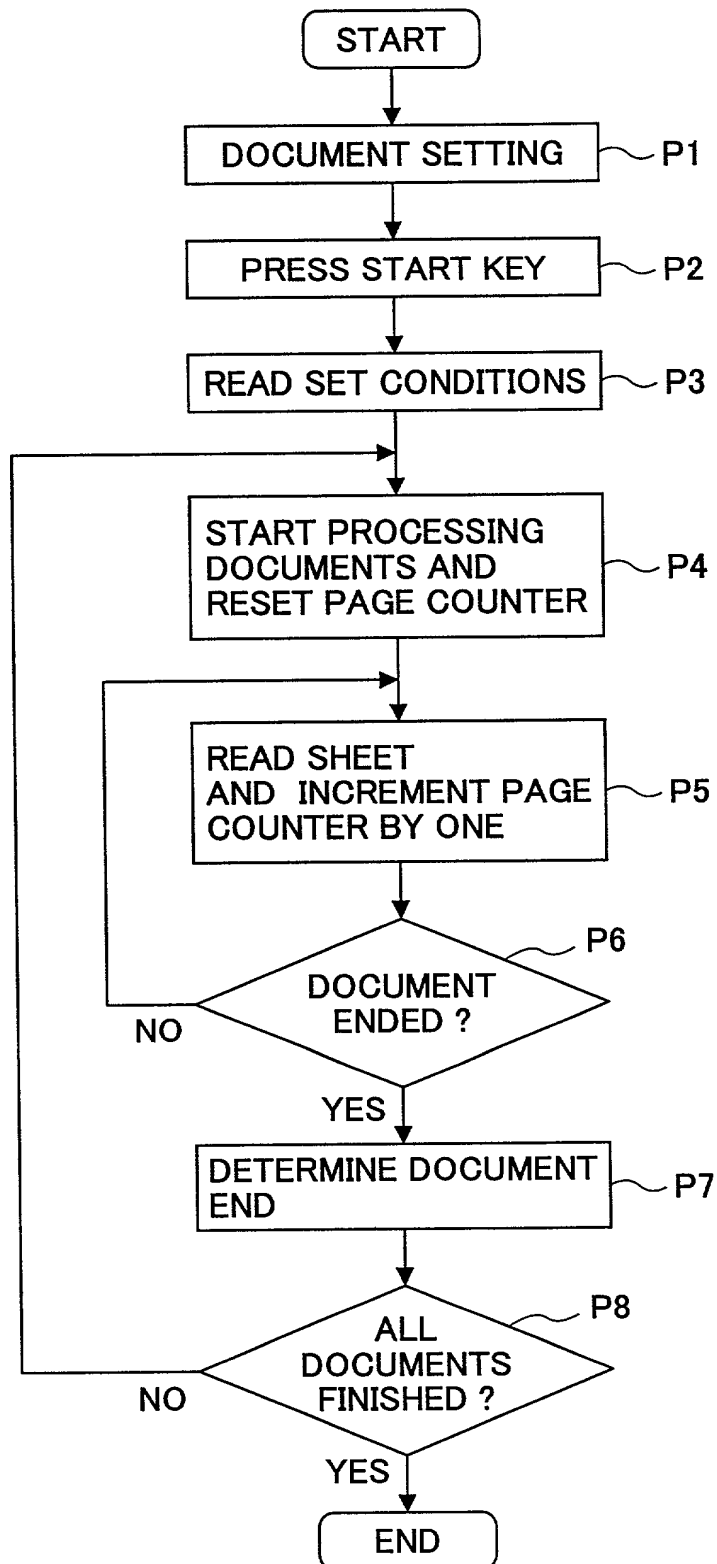 START
DOCUMENT SETTING
P1
PRESS START KEY
P2
READ SET CONDITIONS
P3
START PROCESSING
DOCUMENTS AND
RESET PAGE COUNTER
P4
READ SHEET
AND INCREMENT PAGE
COUNTER BY ONE
P5
P6
DOCUMENT
ENDED ?
NO
YES
DETERMINE DOCUMENT
END
P7
P8
ALL
DOCUMENTS
FINISHED ?
NO
YES
END